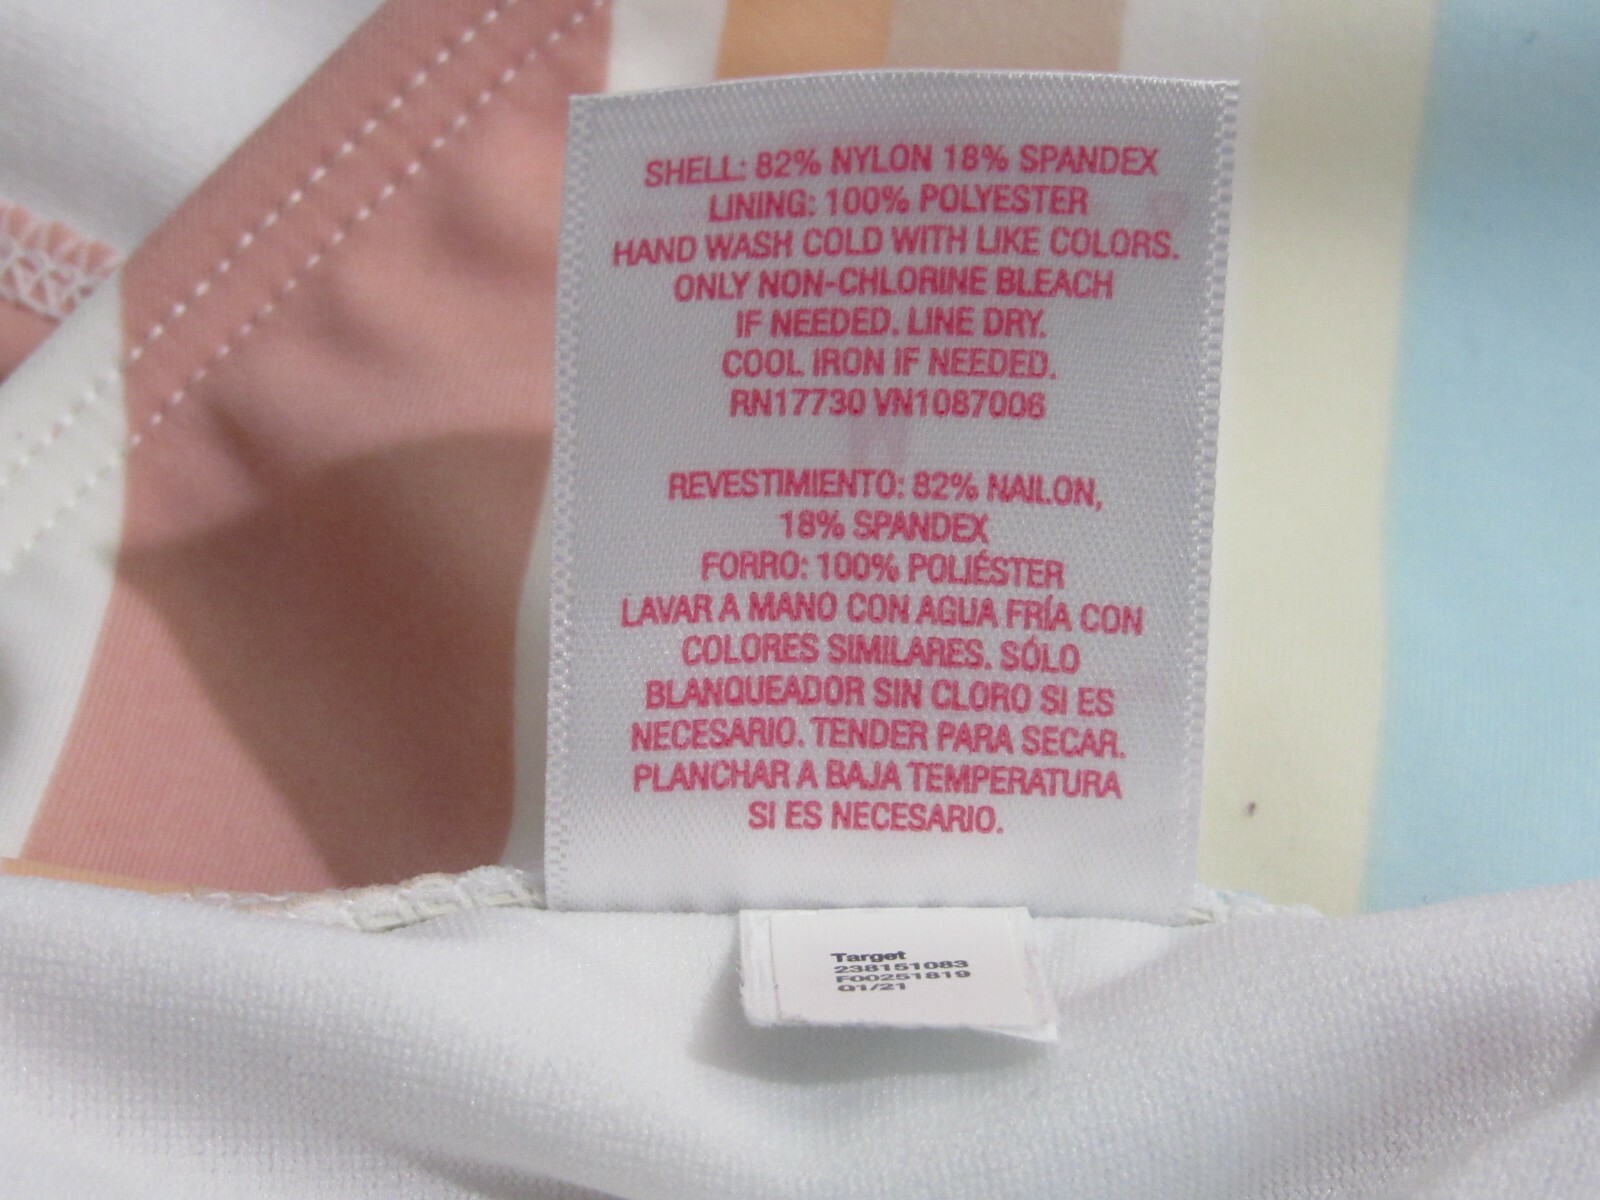 SHELL: 82% NYLON 18% SPANDEX
LINING: 100% POLYESTER
HAND WASH COLD WITH LIKE COLORS.
ONLY NON-CHLORINE BLEACH
IF NEEDED. LINE DRY.
COOL IRON IF NEEDED.
RN17730 VN1087006
REVESTIMIENTO: 82% NAILON,
18% SPANDEX
FORRO: 100% POLIÉSTER
LAVAR A MANO CON AGUA FRÍA CON
COLORES SIMILARES. SÓLO
BLANQUEADOR SIN CLORO SI ES
NECESARIO. TENDER PARA SECAR.
PLANCHAR A BAJA TEMPERATURA
SI ES NECESARIO.
Target
238151083
F00251819
Q1/21